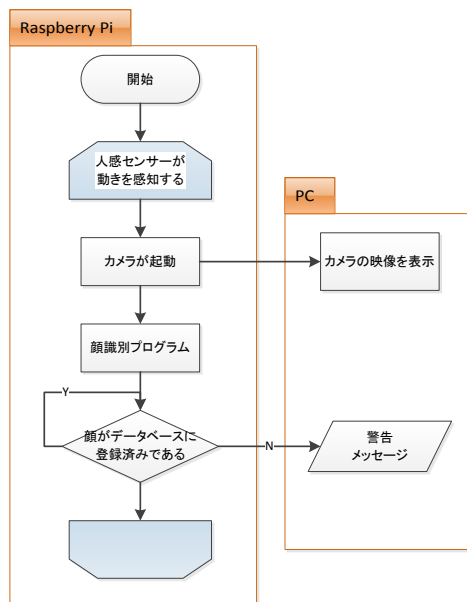 Raspberry Pi
開始
人感センサーが
動きを感知する
PC
カメラが起動
カメラの映像を表示
顔識別プログラム
Y
顔がデータベースに
登録済みである
N
警告
メッセージ